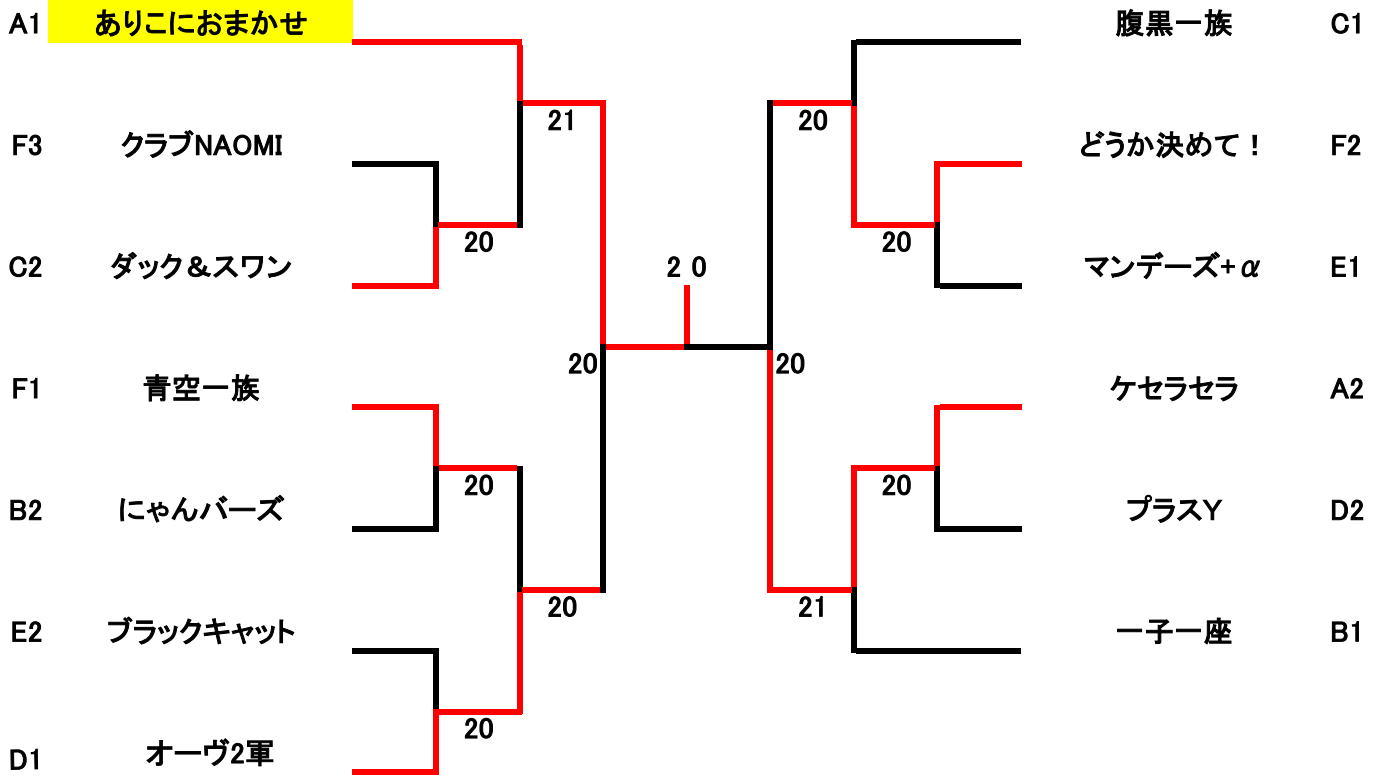 A1 ありこにおまかせ
腹黒一族 C1
21
20
F3 クラブNAOMI
どうか決めて！ F2
20
20
C2 ダック＆スワン
２０
マンデーズ+α E1
20
20
F1 青空一族
ケセラセラ A2
20
20
B2 にゃんバーズ
プラスY D2
20
21
E2 ブラックキャット
一子一座 B1
20
D1 オーヴ2軍